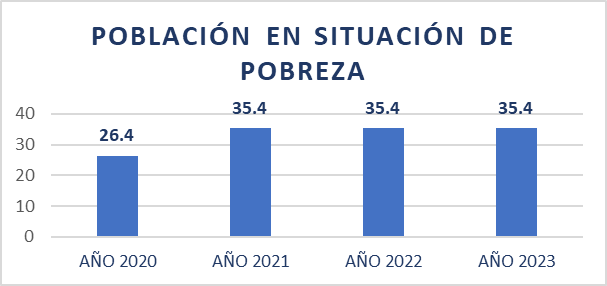 POBLACIÓN EN SITUACIÓN DE
POBREZA
26.4
35.4
35.4
35.4
40
30
20
10
0
AÑO 2020
AÑO 2021
AÑO 2022
AÑO 2023